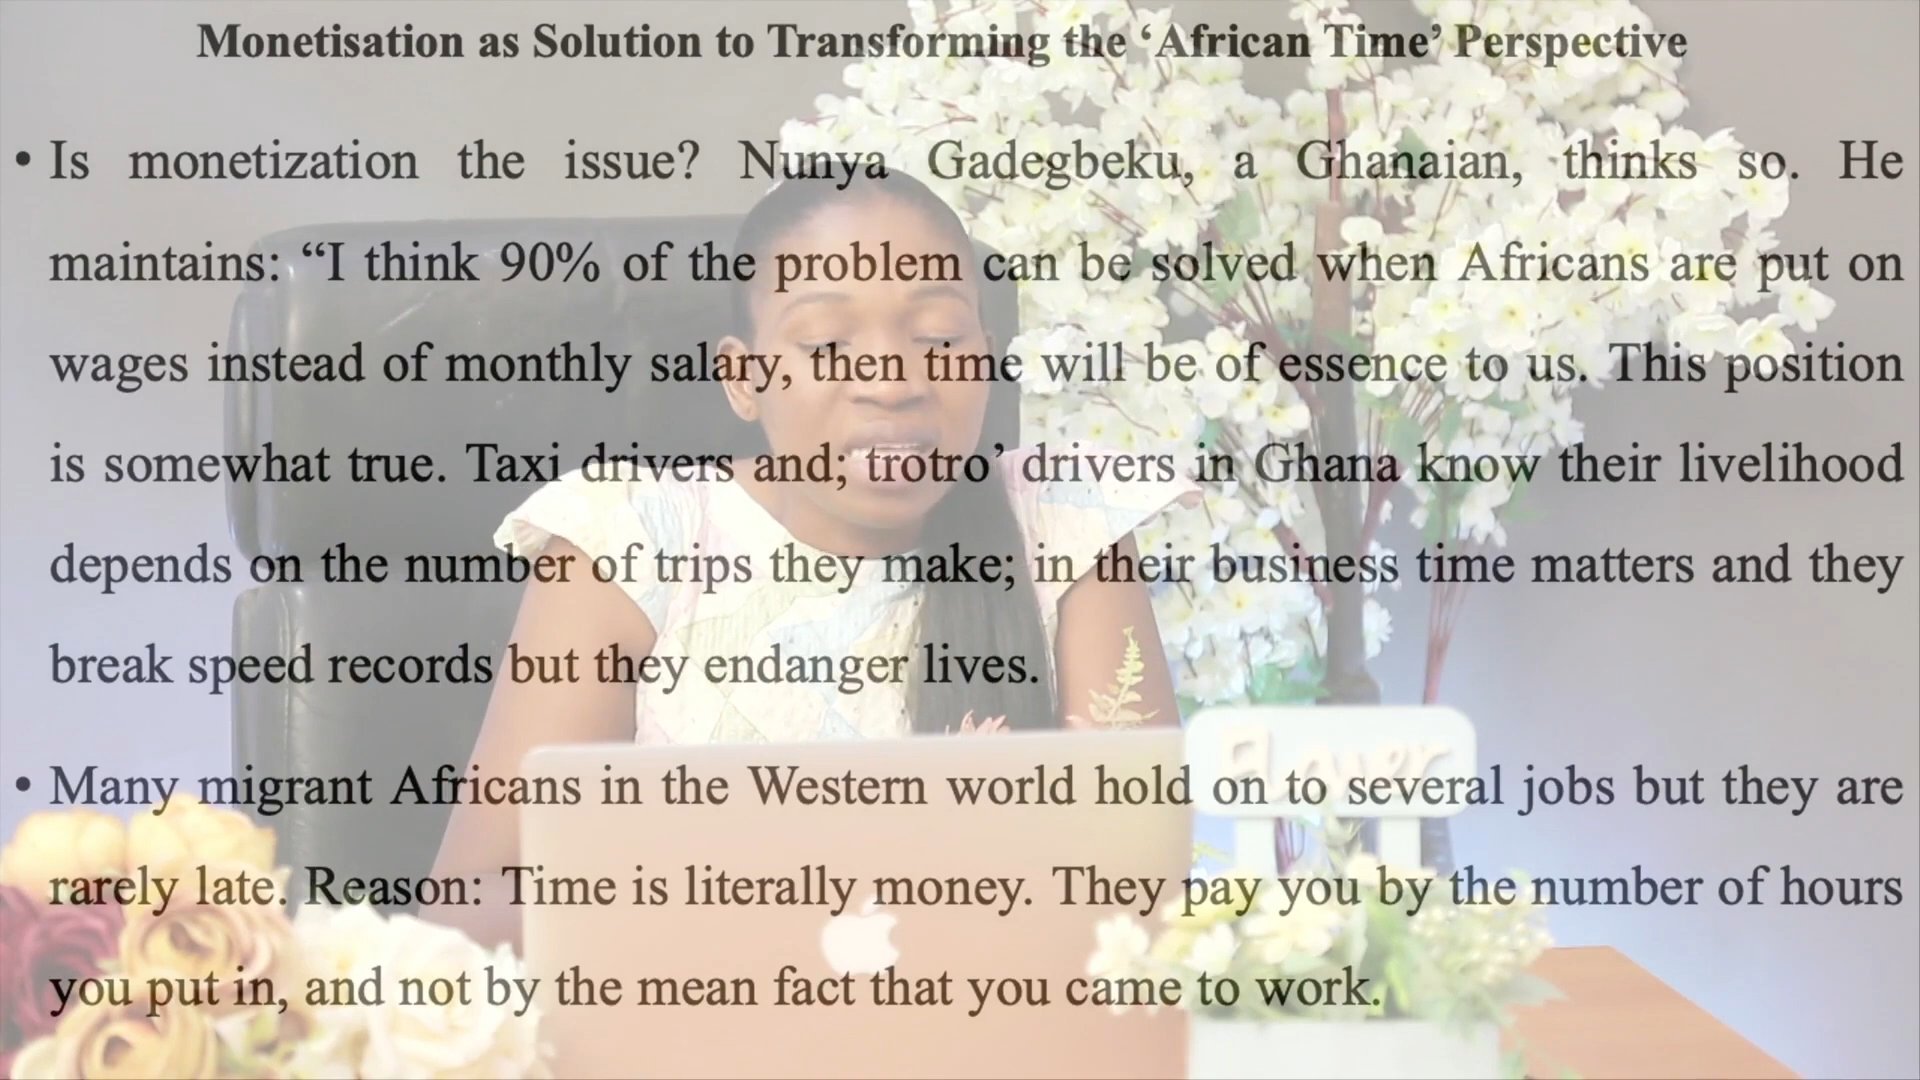 Monetisation as Solution to Transforming the ‘African Time’ Perspective
• Is monetization the issue? Nunya Gadegbeku, a Ghanaian, thinks so. He
maintains: “I think 90% of the problem can be solved when Africans are put on
wages instead of monthly salary, then time will be of essence to us. This position
is somewhat true. Taxi drivers and; trotro’ drivers in Ghana know their livelihood
depends on the number of trips they make; in their business time matters and they
break speed records but they endanger lives.
• Many migrant Africans in the Western world hold on to several jobs but they are
rarely late. Reason: Time is literally money. They pay you by the number of hours
you put in, and not by the mean fact that you came to work.